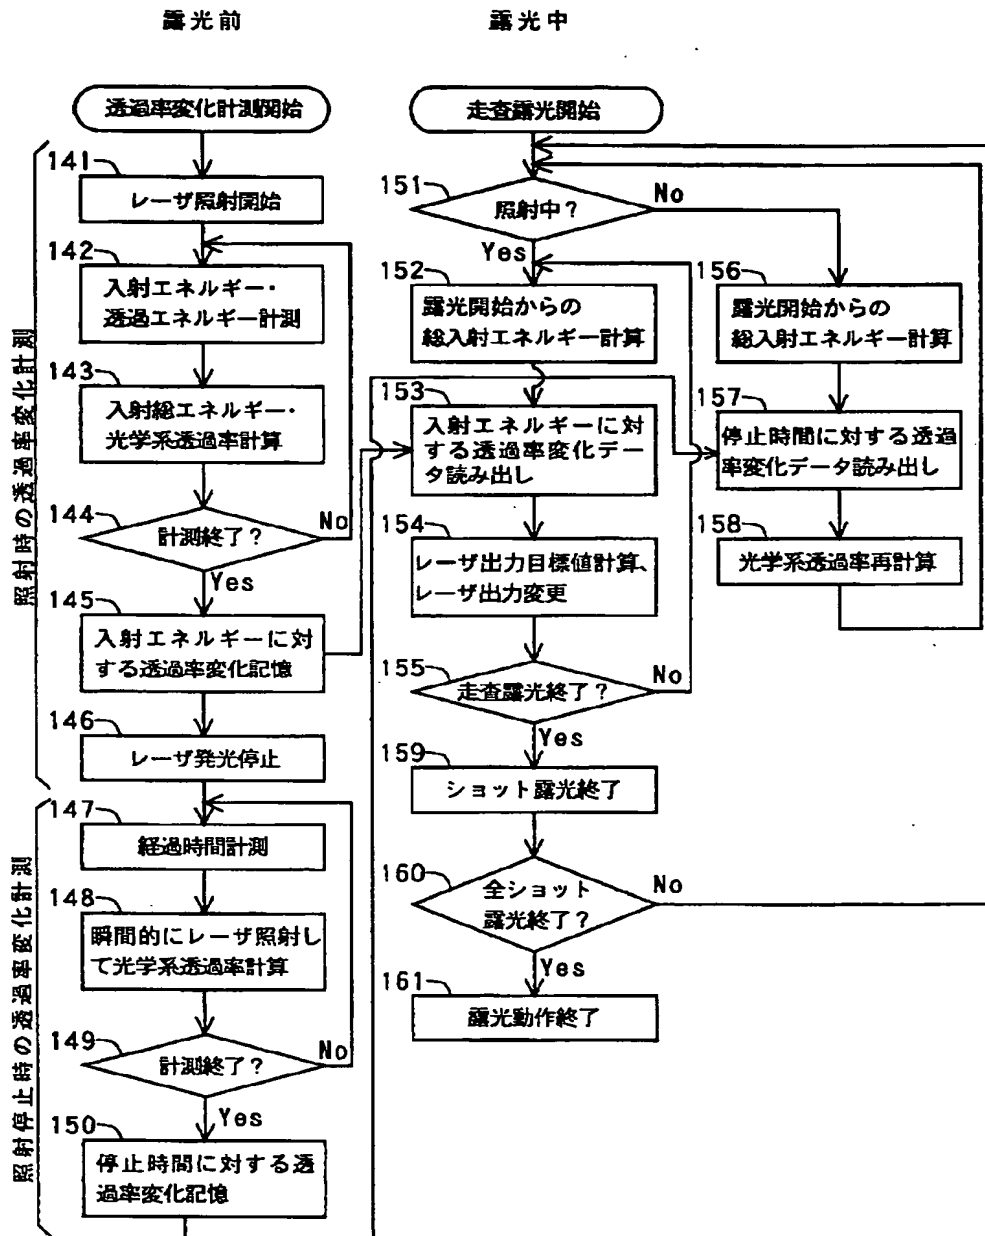 露光前
露光中
透過率変化計測開始
141
レーザ照射開始
142
入射エネルギー・
透過エネルギー計測
143
入射総エネルギー・
光学系透過率計算
144
計測終了？
No
Yes
145
入射エネルギーに対
する透過率変化記憶
146
レーザ発光停止
照射時の透過率変化計測
147
経過時間計測
148
瞬間的にレーザ照射し
て光学系透過率計算
149
計測終了？
No
Yes
150
停止時間に対する透
過率変化記憶
照射停止時の透過率変化計測
走査露光開始
151
照射中？
No
Yes
152
露光開始からの
総入射エネルギー計算
153
入射エネルギーに対
する透過率変化デー
タ読み出し
154
レーザ出力目標値計算、
レーザ出力変更
155
走査露光終了？
No
Yes
156
露光開始からの
総入射エネルギー計算
157
停止時間に対する透過
率変化データ読み出し
158
光学系透過率再計算
159
ショット露光終了
160
全ショット
露光終了？
No
Yes
161
露光動作終了